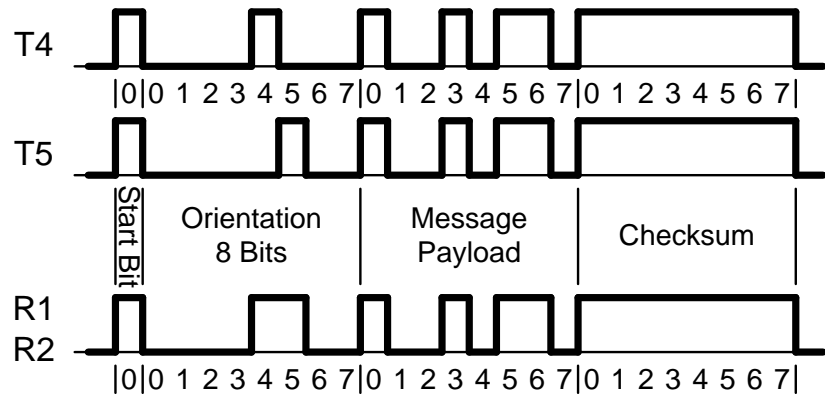 T4
|0|0 1 2 3 4 5 6 7|0 1 2 3 4 5 6 7|0 1 2 3 4 5 6 7|
T5
Start Bit
Orientation
8 Bits
Message
Payload
Checksum
R1
R2
|0|0 1 2 3 4 5 6 7|0 1 2 3 4 5 6 7|0 1 2 3 4 5 6 7|